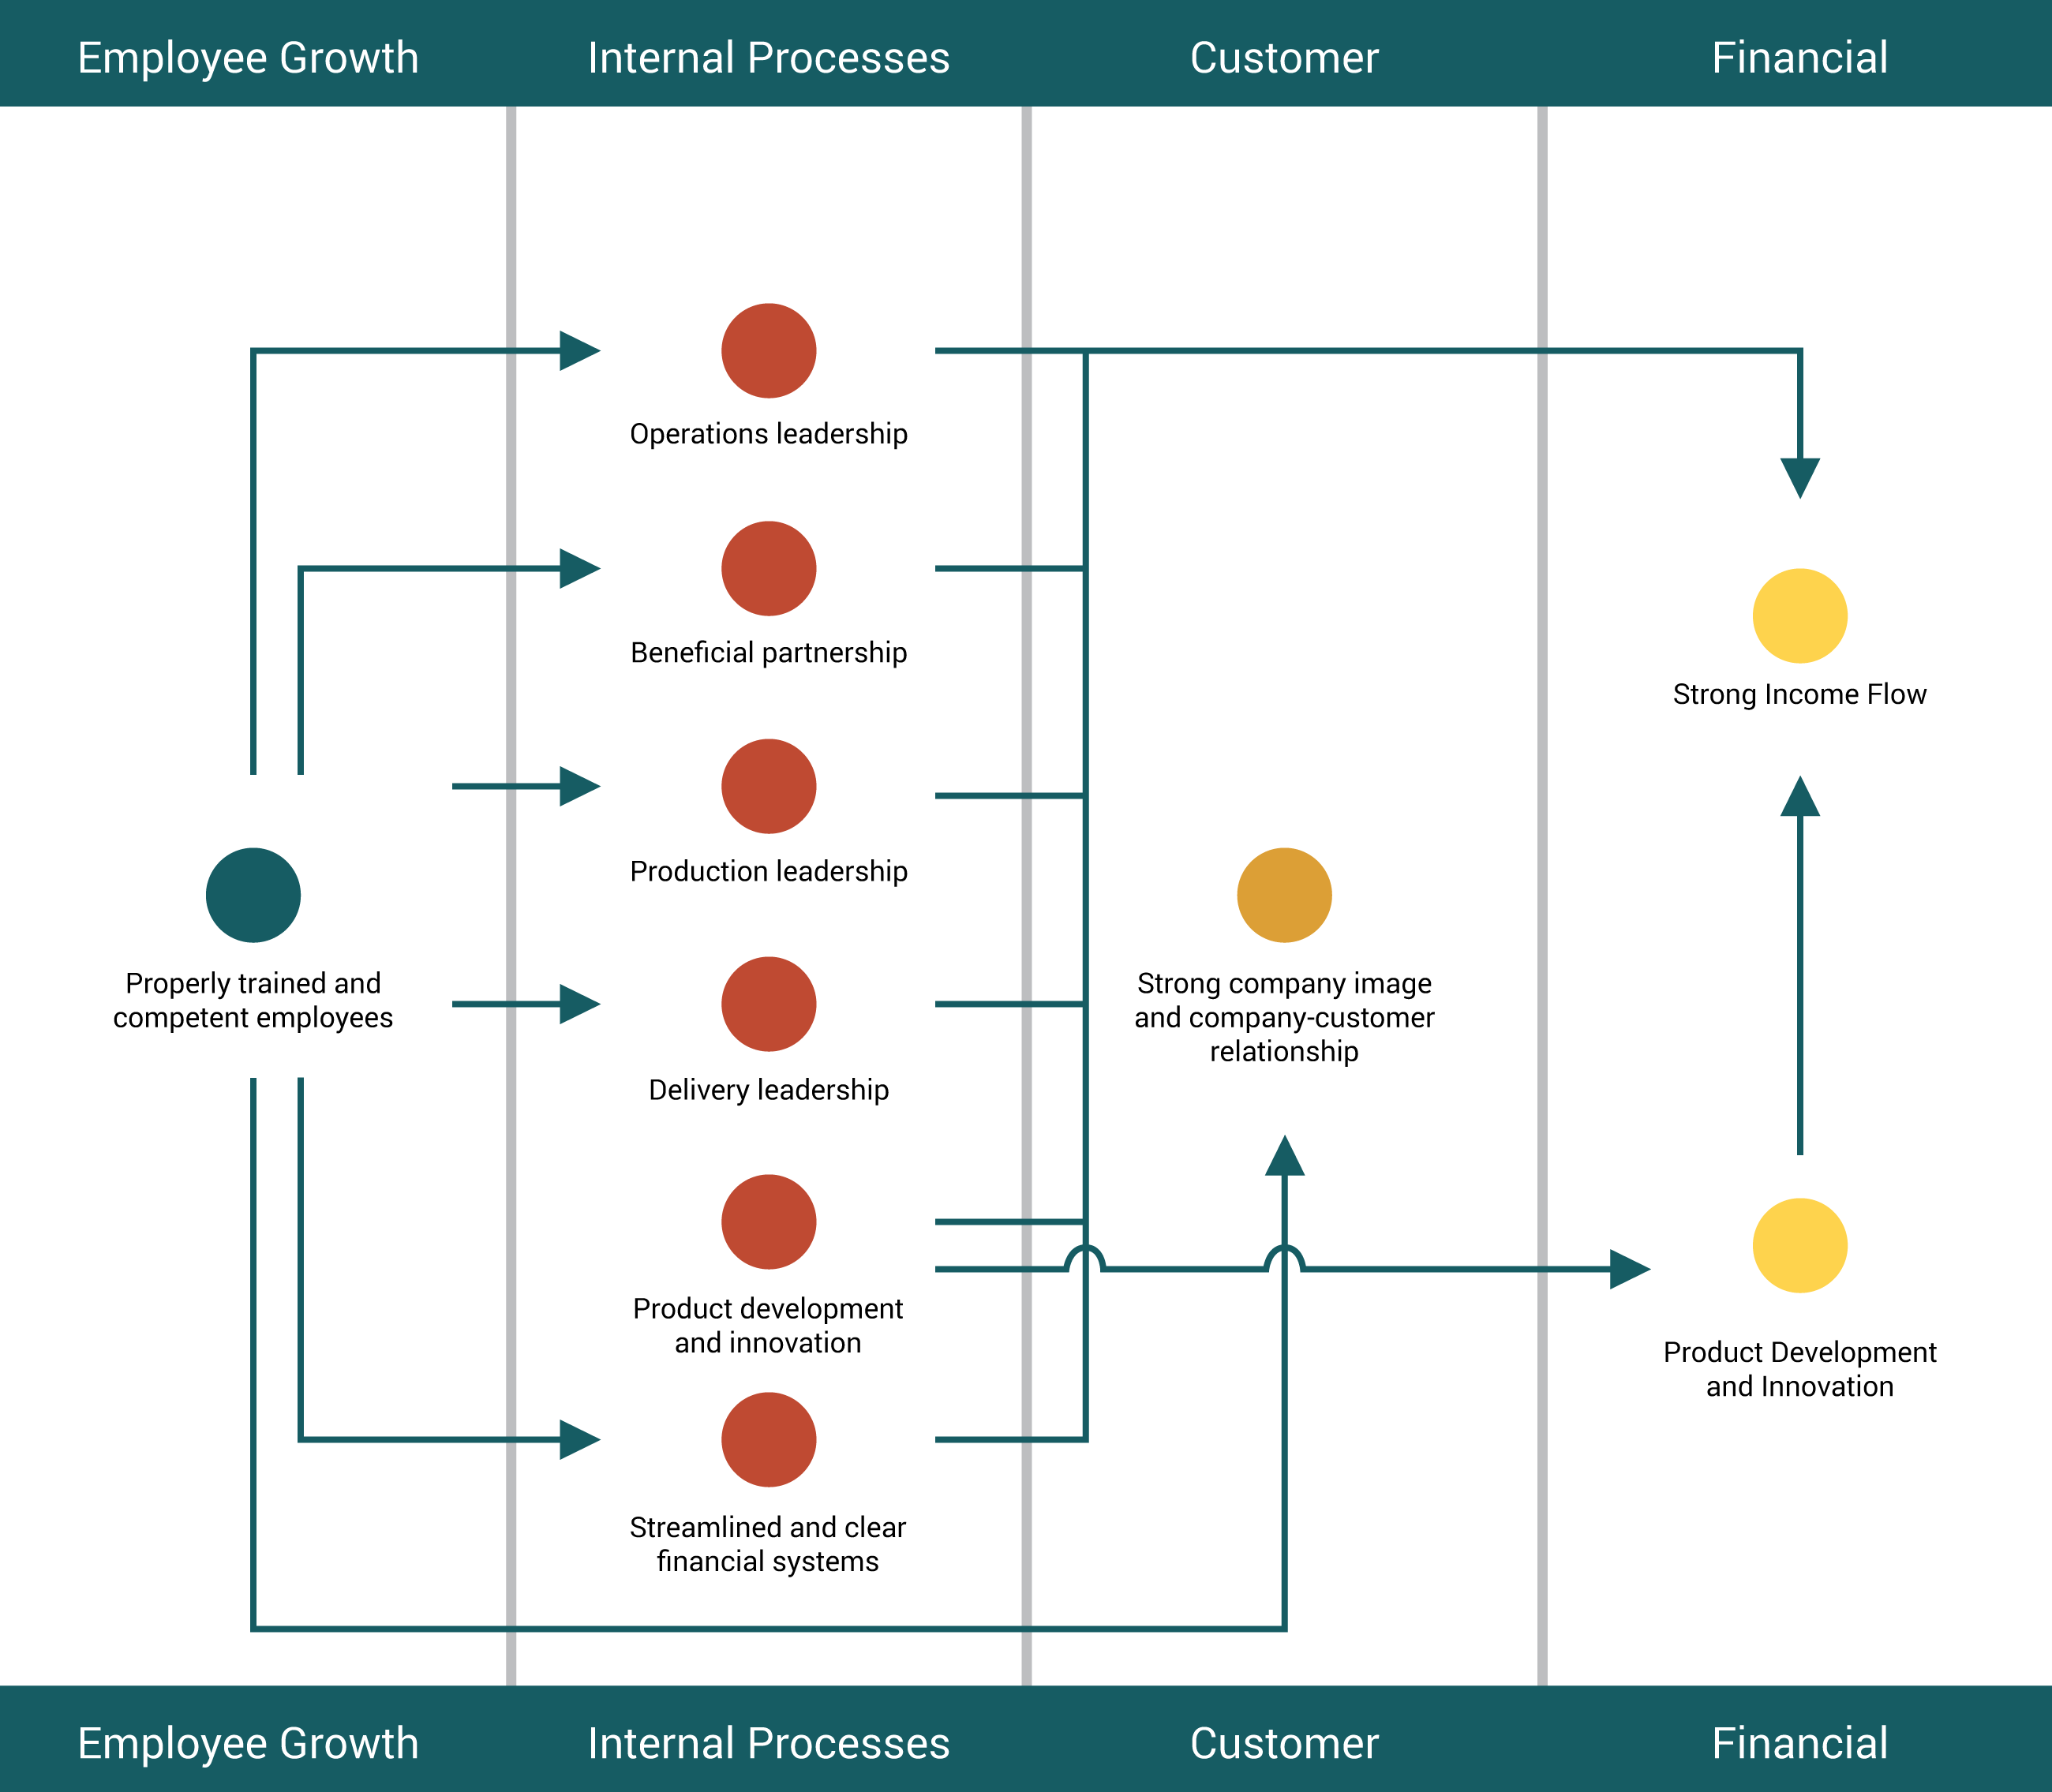 Employee Growth
Internal Processes
Customer
Financial
Operations leadership
Beneficial partnership
Strong Income Flow
Production leadership
Properly trained and
competent employees
Strong company image
and company-customer
relationship
Delivery leadership
Product development
and innovation
Product Development
and Innovation
Streamlined and clear
financial systems
Employee Growth
Internal Processes
Customer
Financial